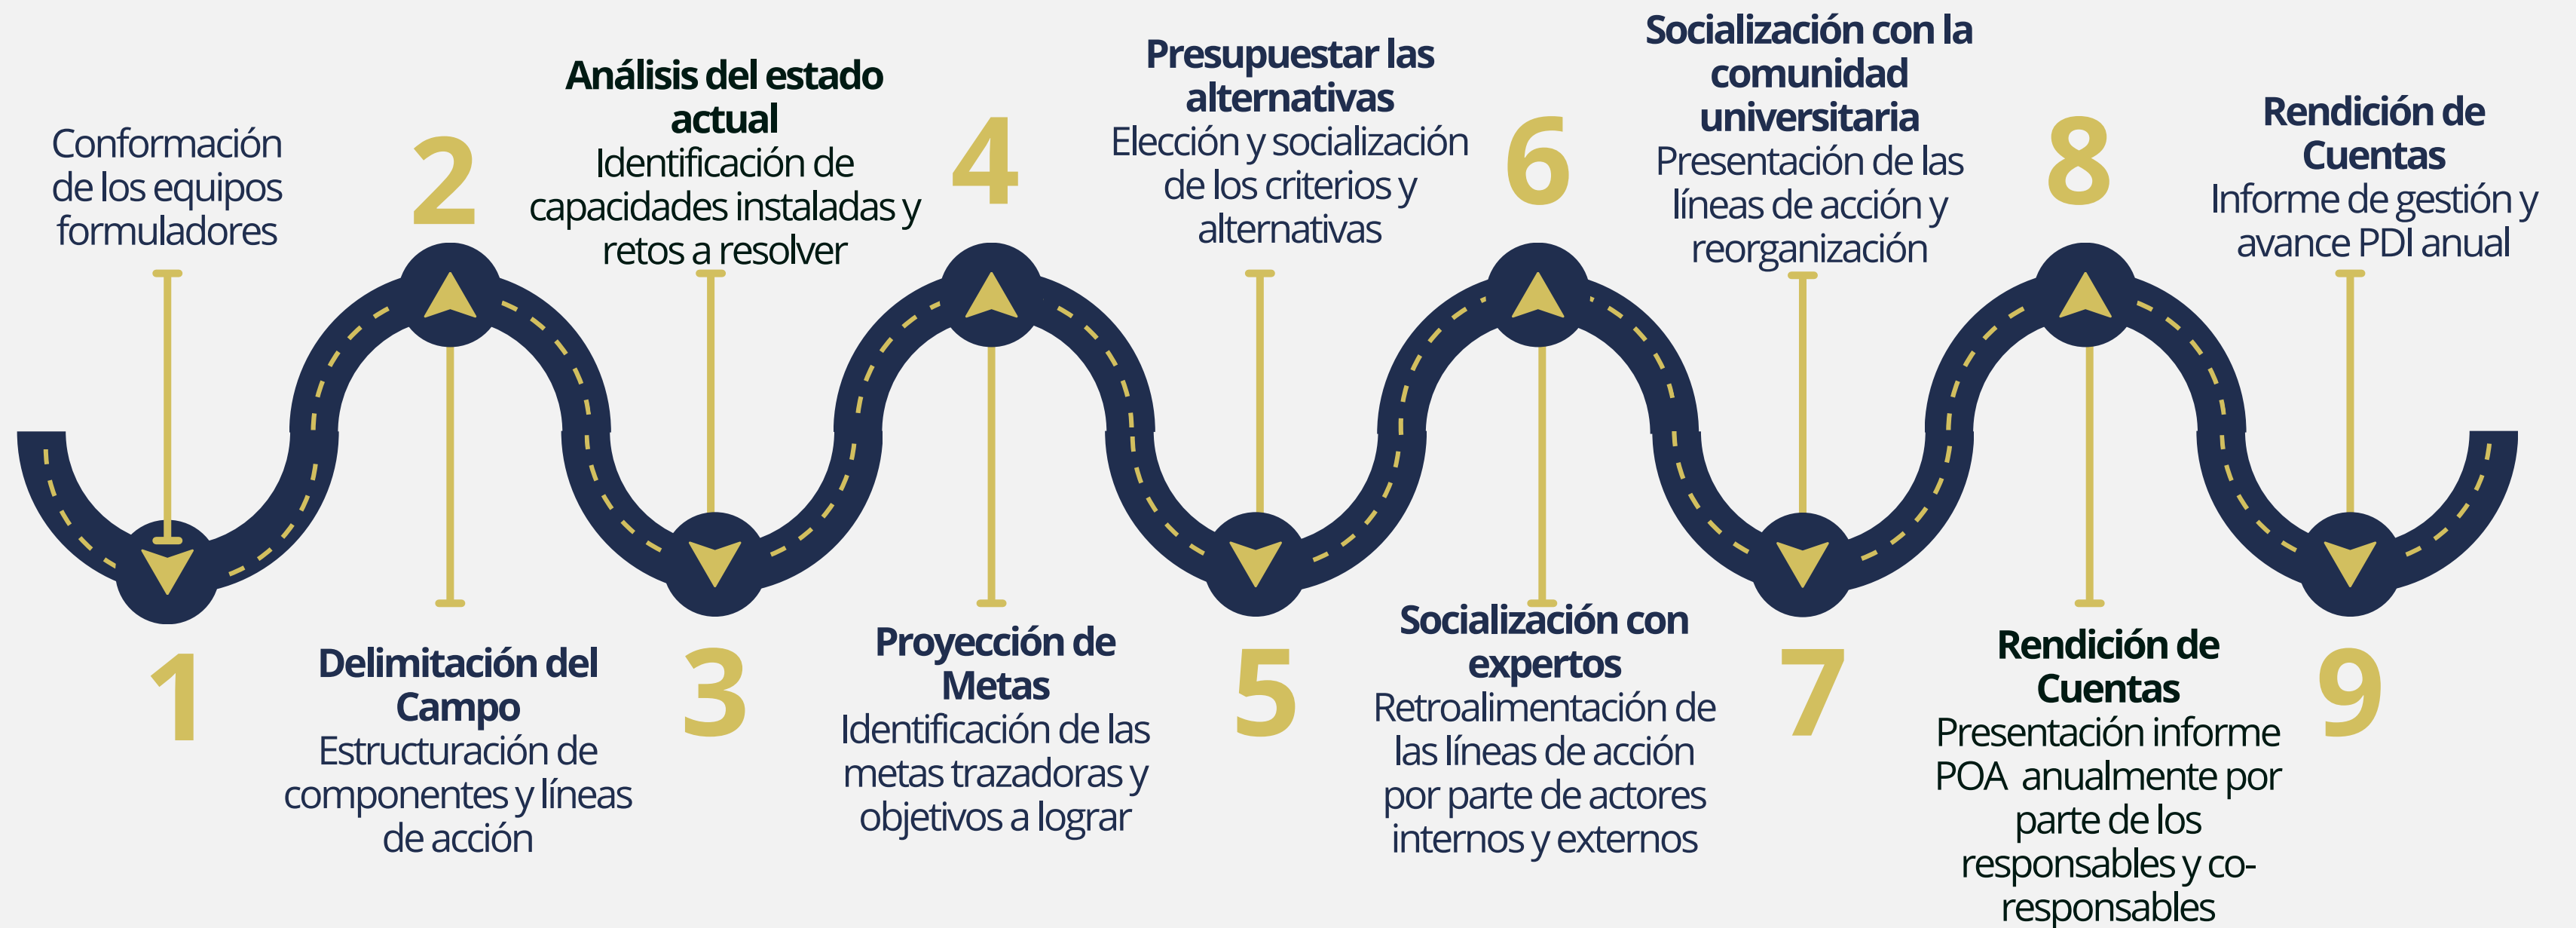 Conformación
de los equipos
formuladores
1
2
Delimitación del
Campo
Estructuración de
componentes y líneas
de acción
Análisis del estado
actual
Identificación de
capacidades instaladas y
retos a resolver
3
4
Proyección de
Metas
Identificación de las
metas trazadoras y
objetivos a lograr
Presupuestar las
alternativas
Elección y socialización
de los criterios y
alternativas
5
6
Socialización con
expertos
Retroalimentación de
las líneas de acción
por parte de actores
internos y externos
Socialización con la
comunidad
universitaria
Presentación de las
líneas de acción y
reorganización
7
8
Rendición de
Cuentas
Presentación informe
POA anualmente por
parte de los
responsables y co-
responsables
Rendición de
Cuentas
Informe de gestión y
avance PDI anual
9